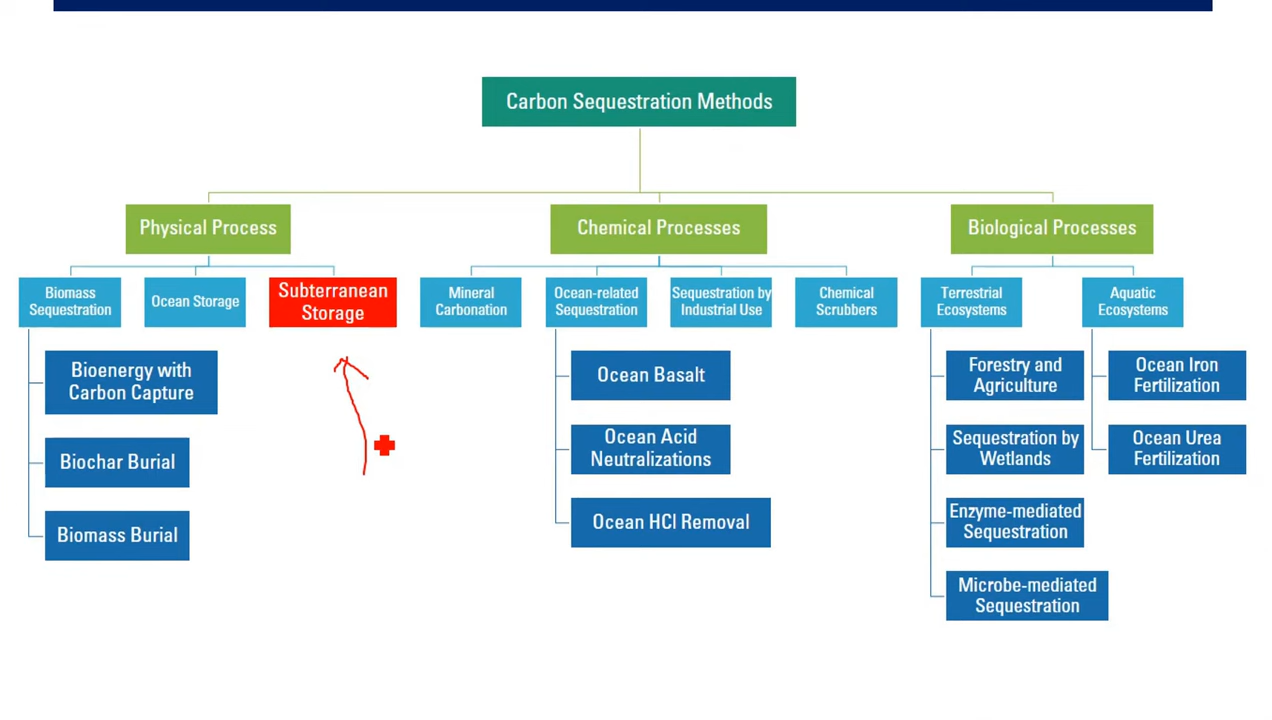 Carbon Sequestration Methods
Physical Process
Chemical Processes
Biological Processes
Biomass
Sequestration
Ocean Storage
Subterranean
Storage
Mineral
Carbonation
Ocean-related
Sequestration
Sequestration by
Industrial Use
Chemical
Scrubbers
Terrestrial
Ecosystems
Aquatic
Ecosystems
Bioenergy with
Carbon Capture
Biochar Burial
Biomass Burial
Ocean Basalt
Ocean Acid
Neutralizations
Ocean HCl Removal
Forestry and
Agriculture
Sequestration by
Wetlands
Enzyme-mediated
Sequestration
Microbe-mediated
Sequestration
Ocean Iron
Fertilization
Ocean Urea
Fertilization